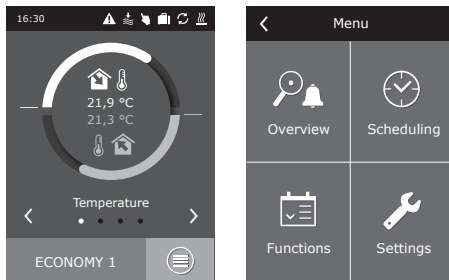 16:30
21,9 °C
21,3 °C
Temperature
ECONOMY 1
Menu
Overview
Scheduling
Functions
Settings